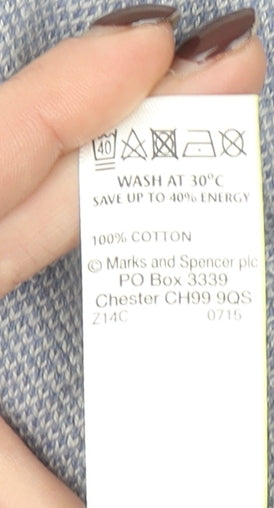 40
WASH AT 30°C
SAVE UP TO 40% ENERGY
100% COTTON
© Marks and Spencer plc
PO Box 3339
Chester CH99 9QS
Z14C 0715